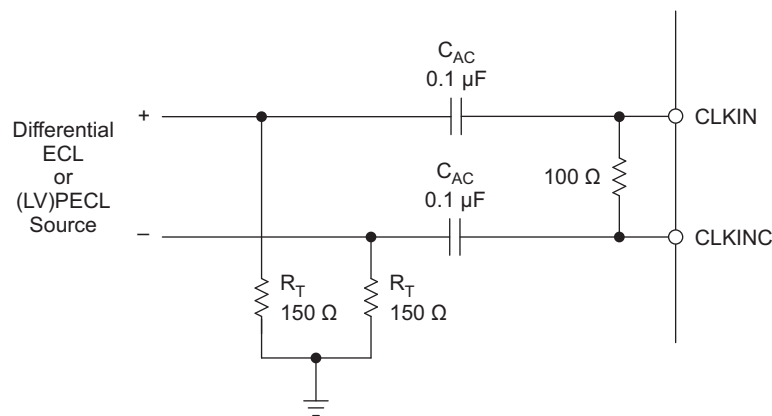 C_AC
0.1 µF
+
CLKIN
Differential
ECL
or
(LV)PECL
Source
C_AC
0.1 µF
100 Ω
–
CLKINC
R_T
150 Ω
R_T
150 Ω